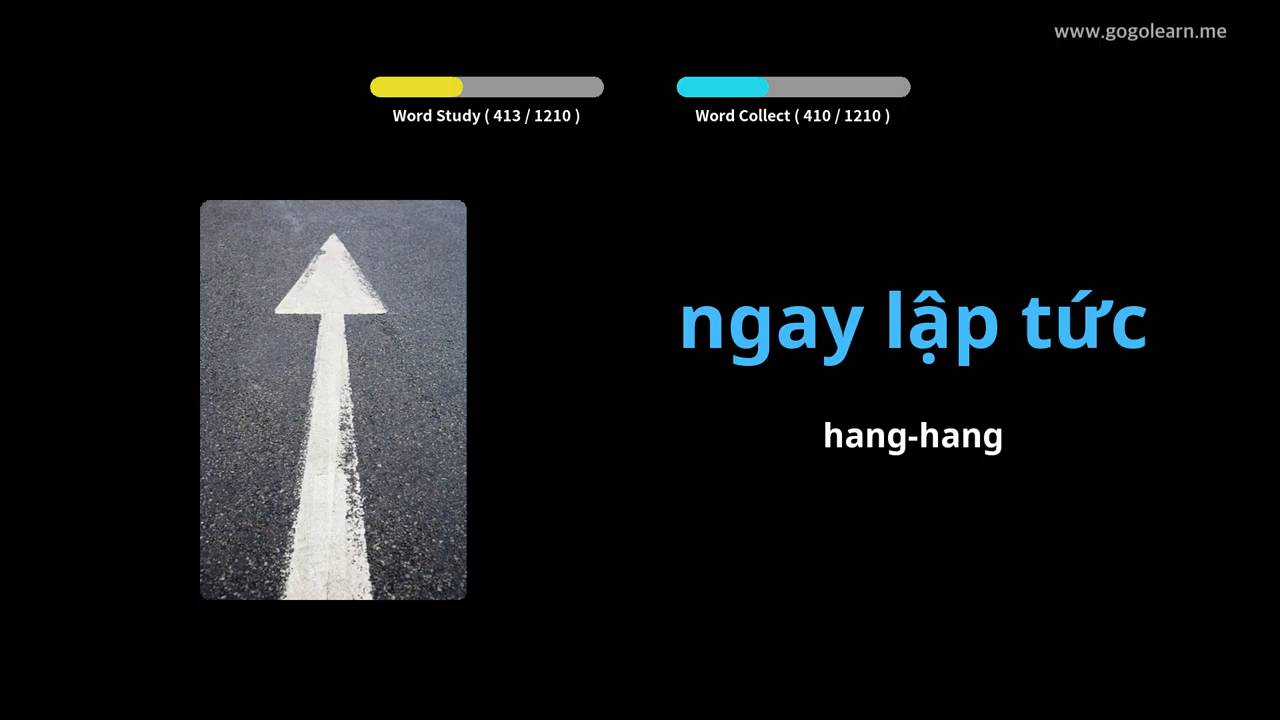 www.gogolearn.me
Word Study ( 413 / 1210 )
Word Collect ( 410 / 1210 )
ngay lập tức
hang-hang